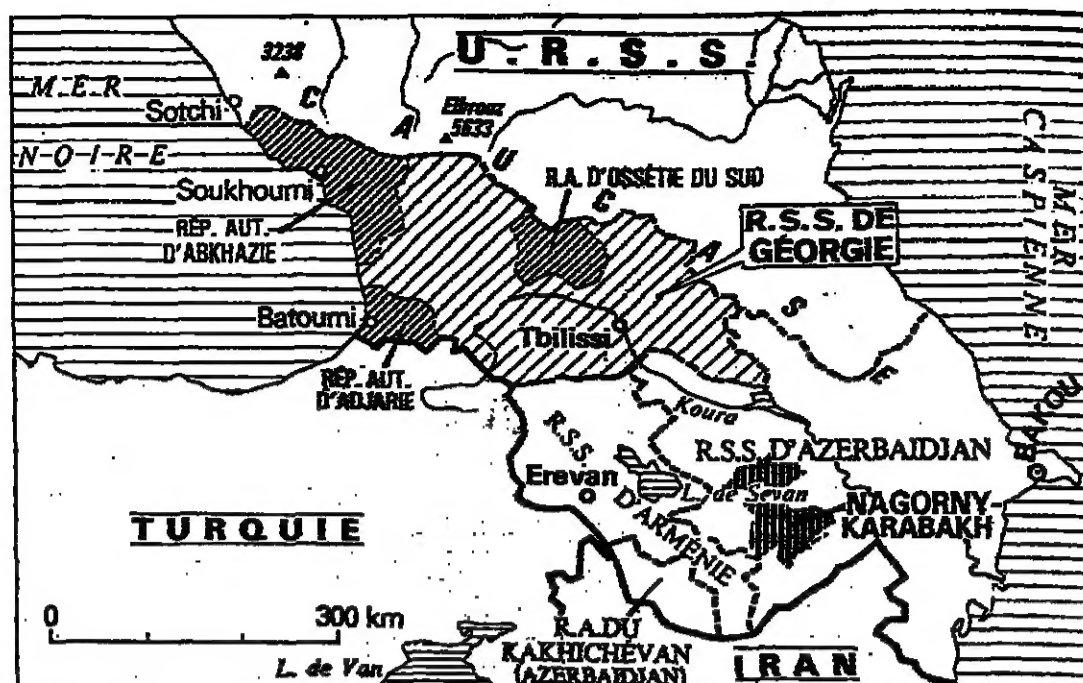 U.R.S.S.
3238
MER
NOIRE
Sotchi
Elbrouz
5633
CAUCASE
MER
CASPIENNE
R.A. D'OSSÉTIE DU SUD
Soukhoumi
RÉP. AUT.
D'ABKHAZIE
R.S.S. DE
GÉORGIE
Batoumi
Tbilissi
RÉP. AUT.
D'ADJARIE
Koura
BAKOU
R.S.S.
D'ARMÉNIE
R.S.S. D'AZERBAIDJAN
Erevan
L. de Sevan
NAGORNY-
KARABAKH
TURQUIE
0 300 km
R.A.DU
KAKHICHÉVAN
(AZERBAIDJAN)
IRAN
L. de Van